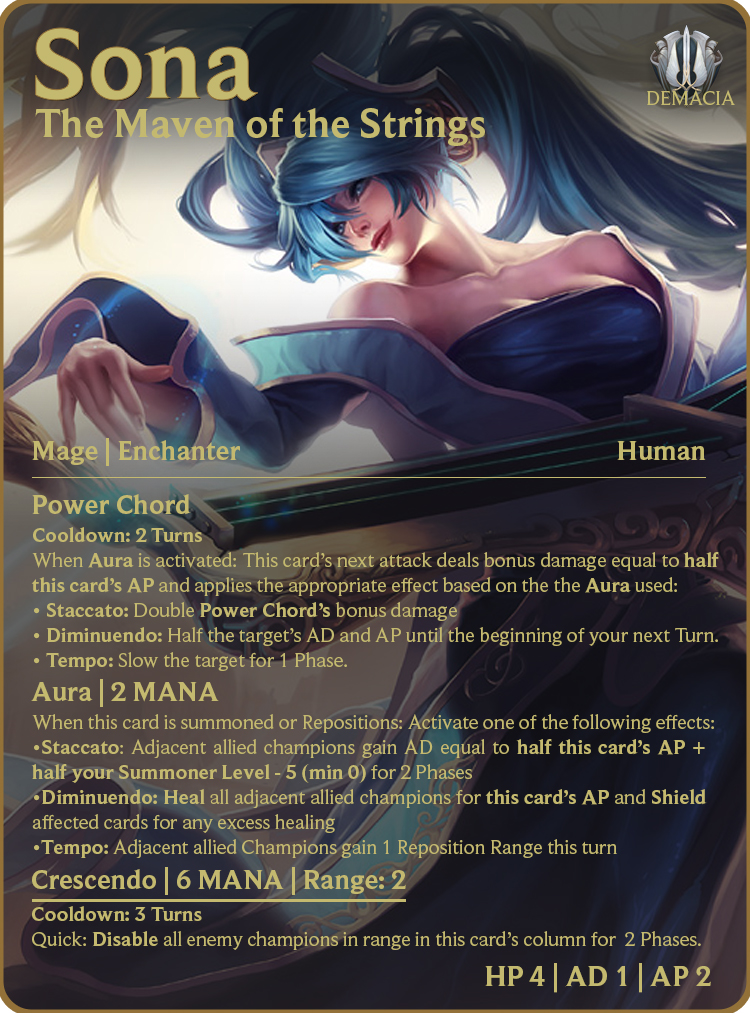 Sona
DEMACIA
The Maven of the Strings
Mage | Enchanter
Human
Power Chord
Cooldown: 2 Turns
When Aura is activated: This card's next attack deals bonus damage equal to half
this card's AP and applies the appropriate effect based on the the Aura used:
• Staccato: Double Power Chord's bonus damage
• Diminuendo: Half the target's AD and AP until the beginning of your next Turn.
• Tempo: Slow the target for 1 Phase.
Aura | 2 MANA
When this card is summoned or Repositions: Activate one of the following effects:
•Staccato: Adjacent allied champions gain AD equal to half this card's AP +
half your Summoner Level - 5 (min 0) for 2 Phases
•Diminuendo: Heal all adjacent allied champions for this card's AP and Shield
affected cards for any excess healing
•Tempo: Adjacent allied Champions gain 1 Reposition Range this turn
Crescendo | 6 MANA | Range: 2
Cooldown: 3 Turns
Quick: Disable all enemy champions in range in this card's column for 2 Phases.
HP 4 | AD 1 | AP 2